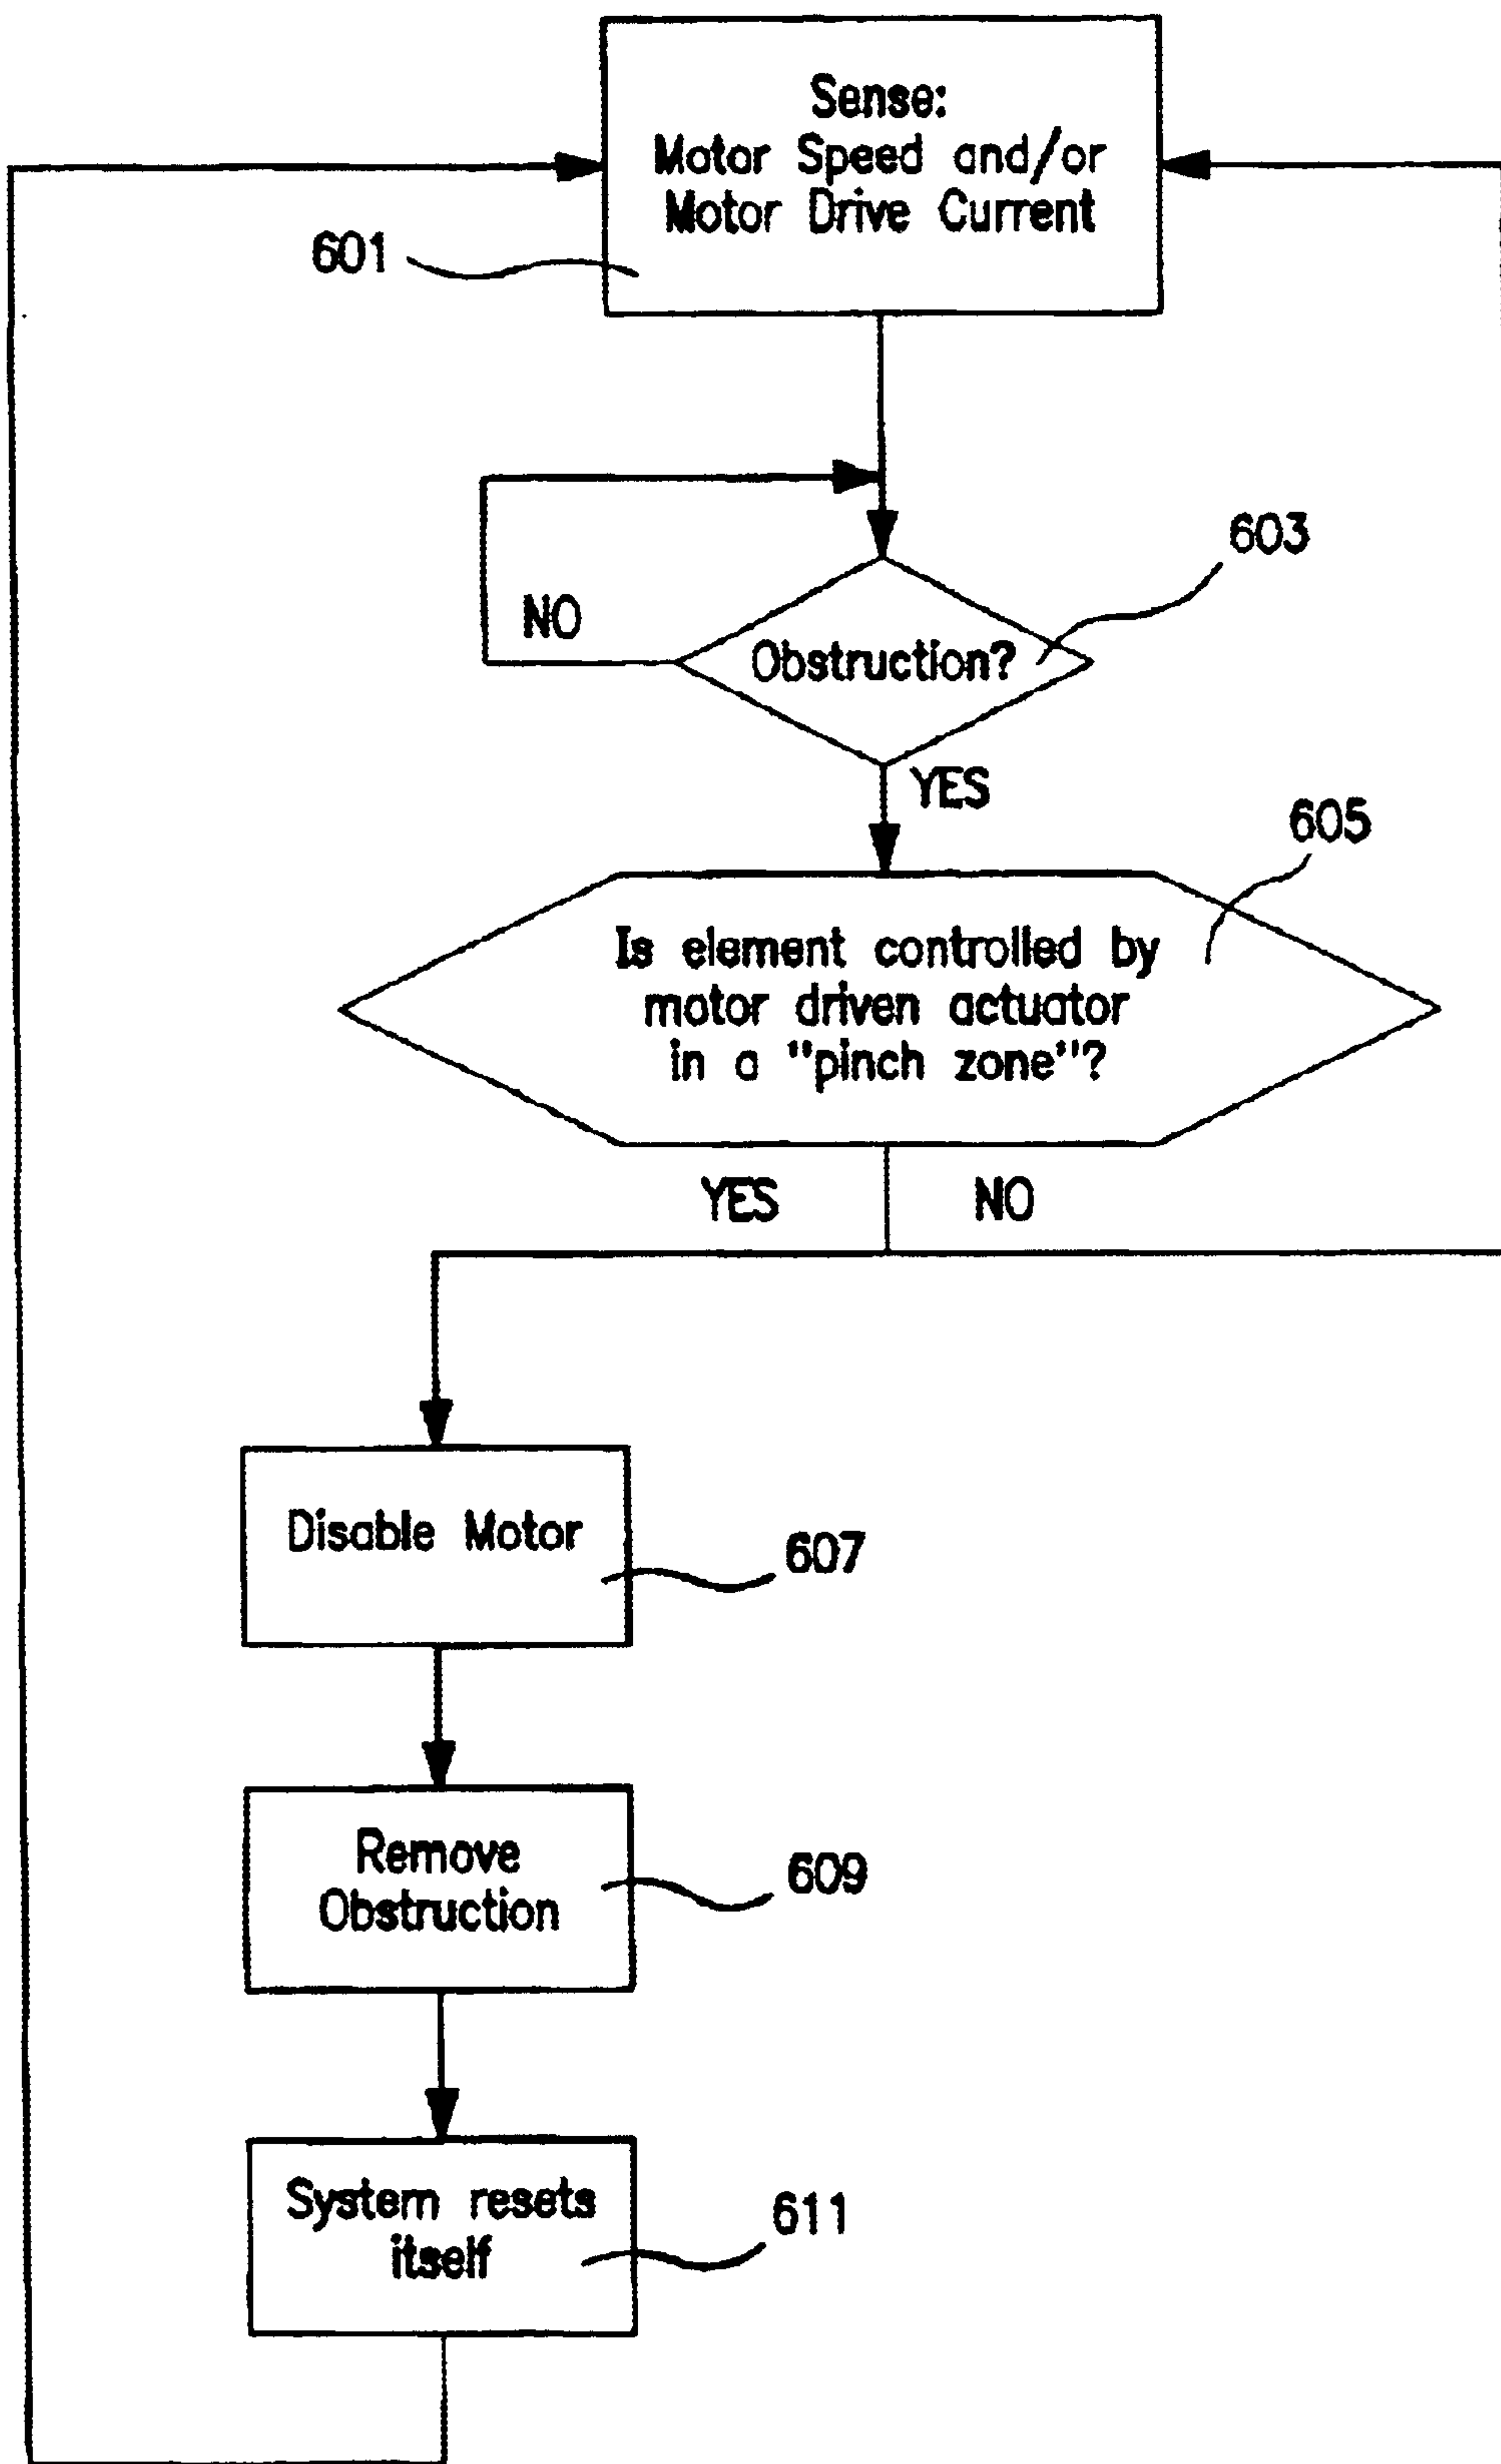 Sense:
Motor Speed and/or
Motor Drive Current
601
603
NO
Obstruction?
YES
605
Is element controlled by
motor driven actuator
in a "pinch zone"?
YES
NO
Disable Motor
607
Remove
Obstruction
609
System resets
itself
611